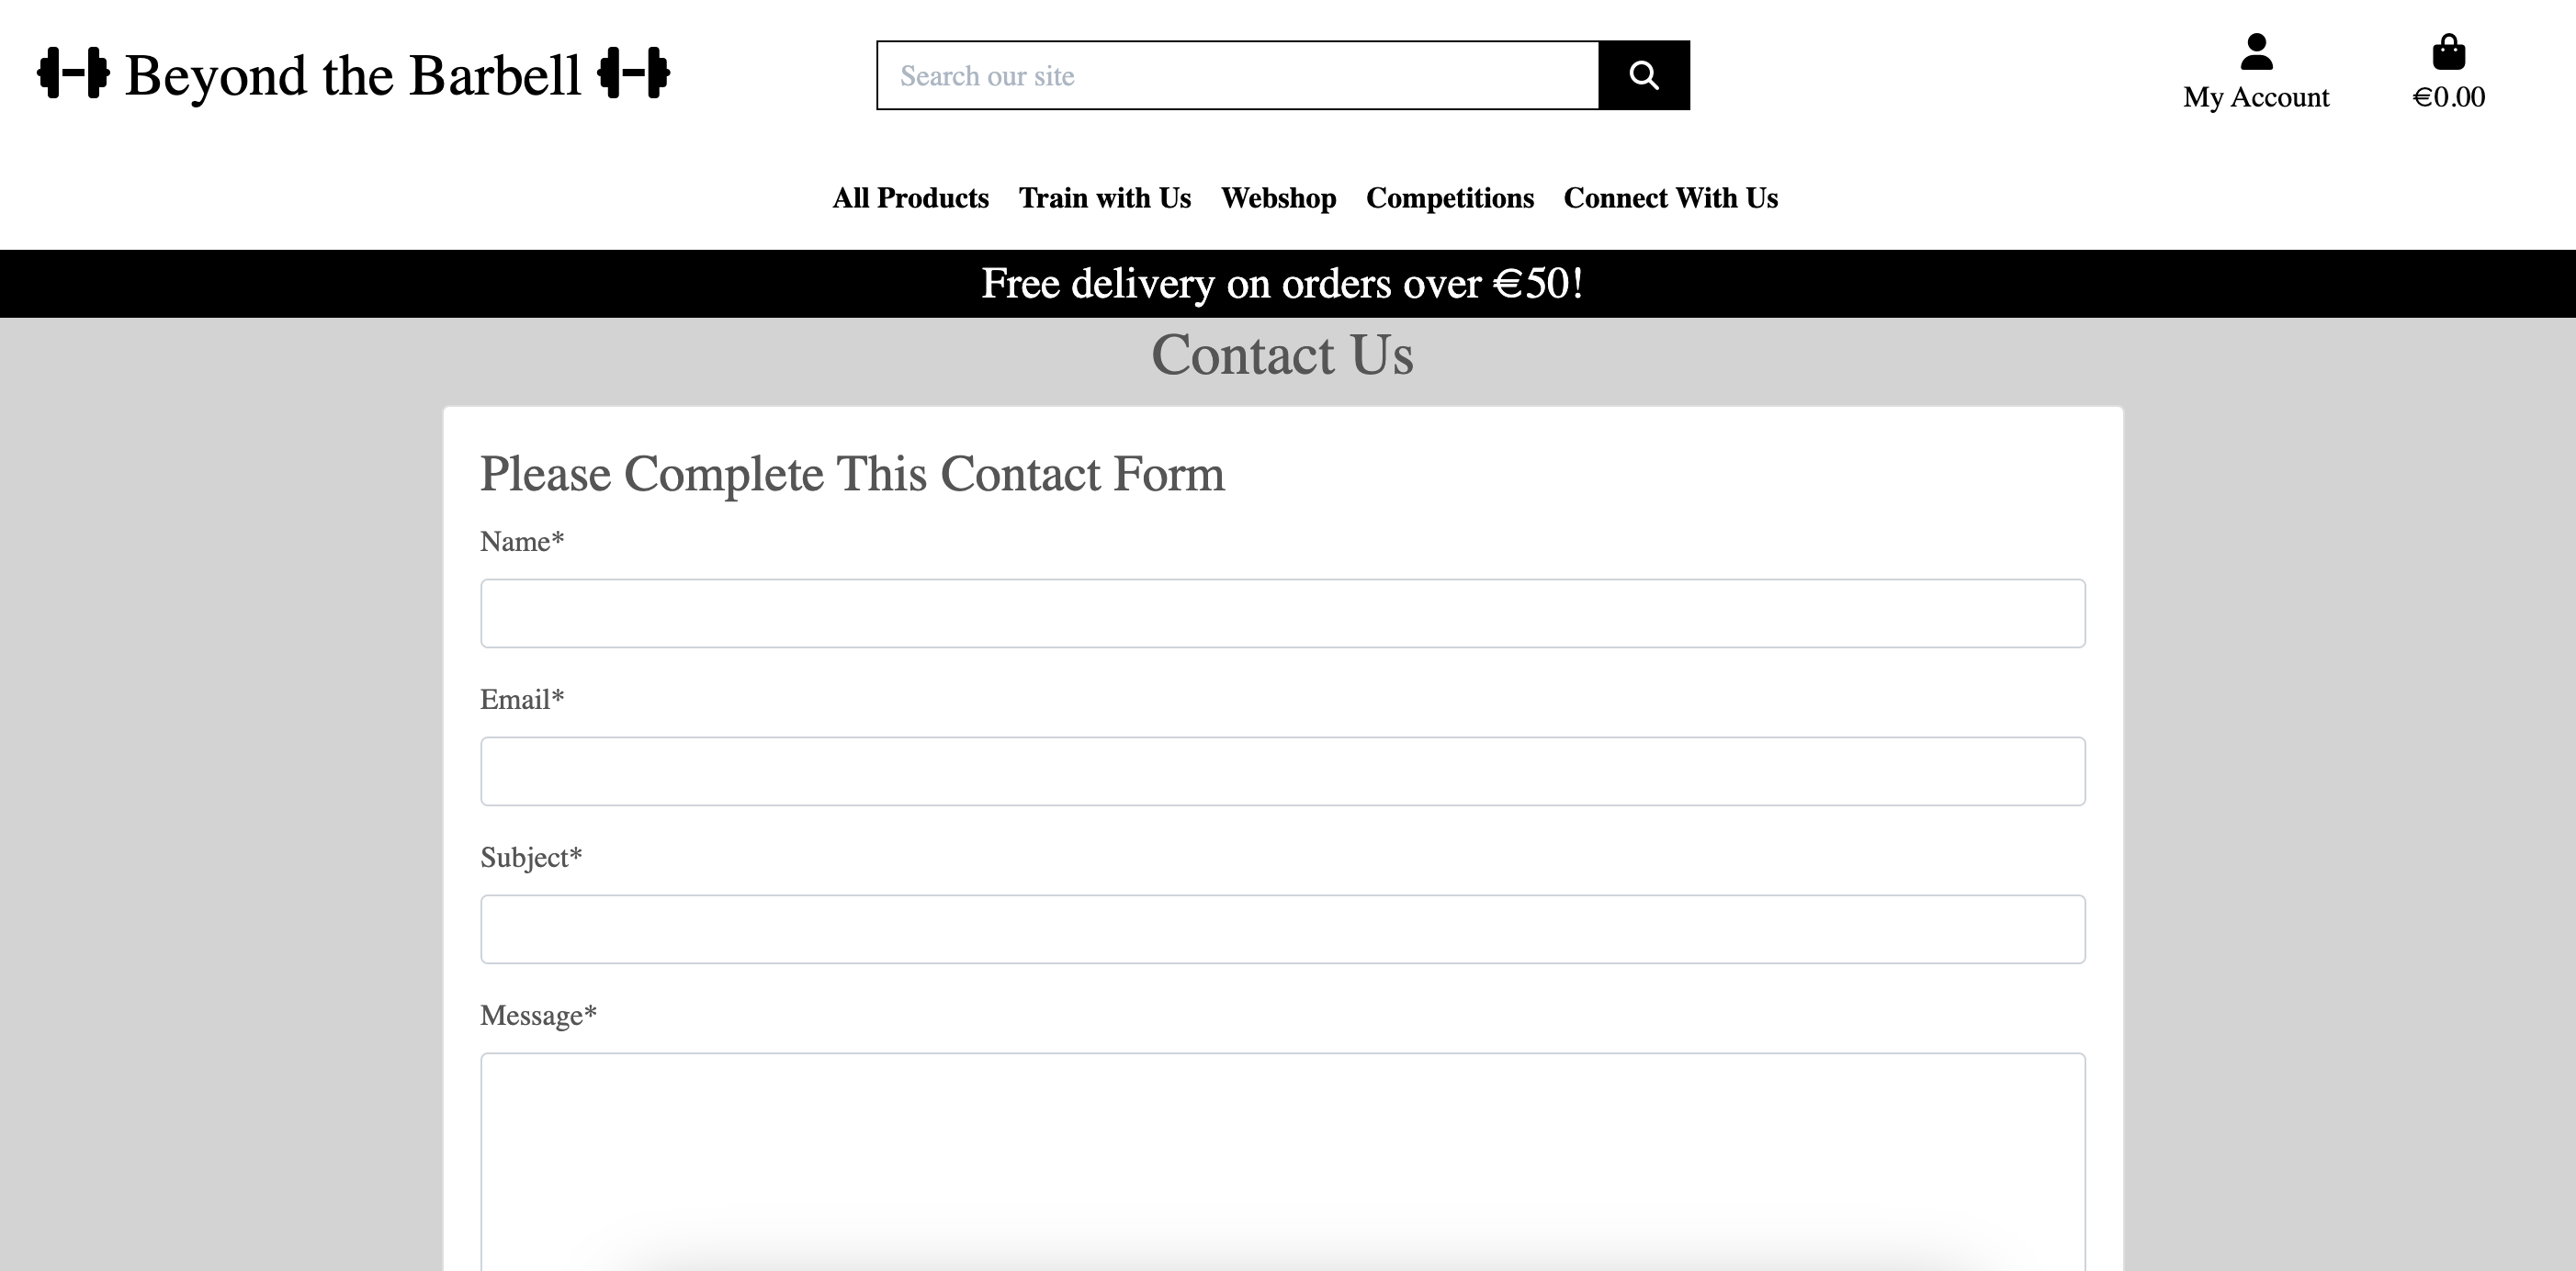 Beyond the Barbell
Search our site
My Account
€0.00
All Products Train with Us Webshop Competitions Connect With Us
Free delivery on orders over €50!
Contact Us
Please Complete This Contact Form
Name*
Email*
Subject*
Message*